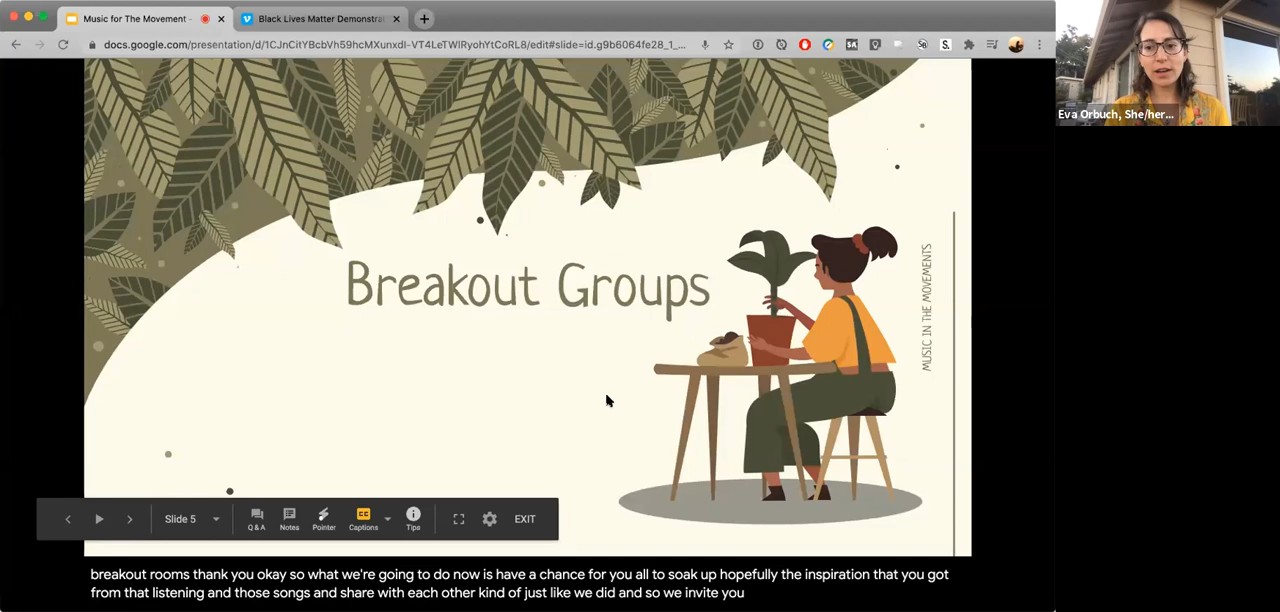 Music for The Movement -
Black Lives Matter Demonstrat
docs.google.com/presentation/d/1CJnCitYBcbVh59hcMXunxdI-VT4LeTWlRyohYtCoRL8/edit#slide=id.g9b6064fe28_1_...
Eva Orbuch, She/her...
Breakout Groups
MUSIC IN THE MOVEMENTS
Slide 5
Q & A
Notes
Pointer
Captions
Tips
EXIT
breakout rooms thank you okay so what we're going to do now is have a chance for you all to soak up hopefully the inspiration that you got
from that listening and those songs and share with each other kind of just like we did and so we invite you